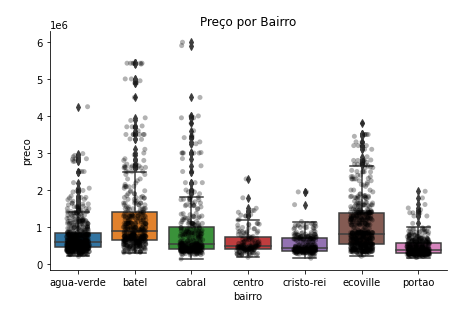 Preço por Bairro
1e6
6
5
4
3
2
1
0
preco
agua-verde batel cabral centro cristo-rei ecoville portao
bairro